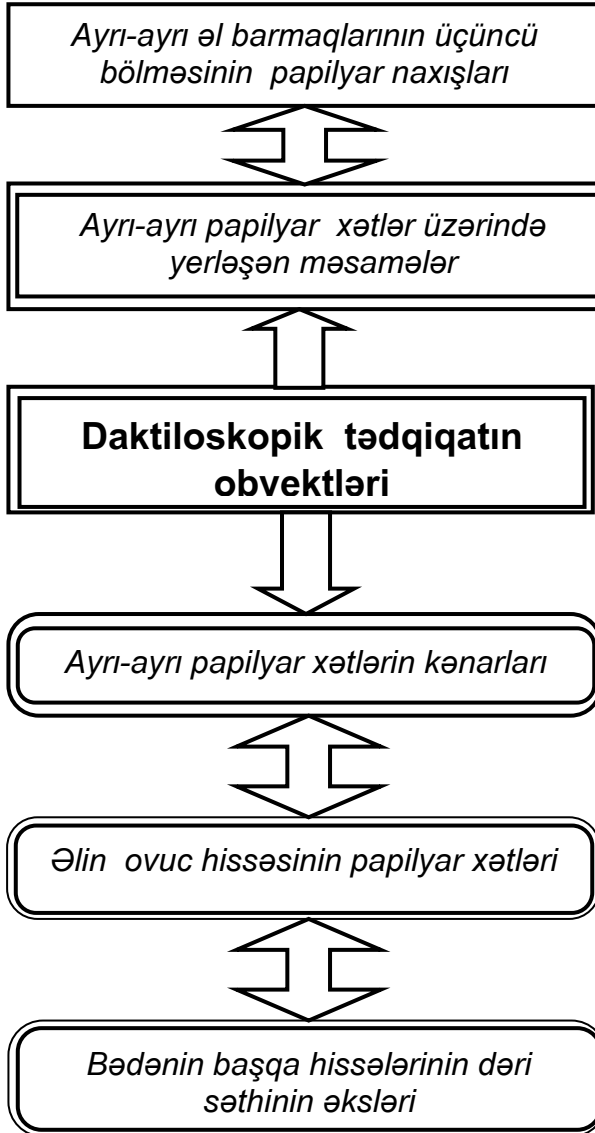 Ayrı-ayrı əl barmaqlarının üçüncü
bölməsinin papilyar naxışları
Ayrı-ayrı papilyar xətlər üzərində
yerləşən məsamələr
Daktiloskopik tədqiqatın
obvektləri
Ayrı-ayrı papilyar xətlərin kənarları
Əlin ovuc hissəsinin papilyar xətləri
Bədənin başqa hissələrinin dəri
səthinin əksləri